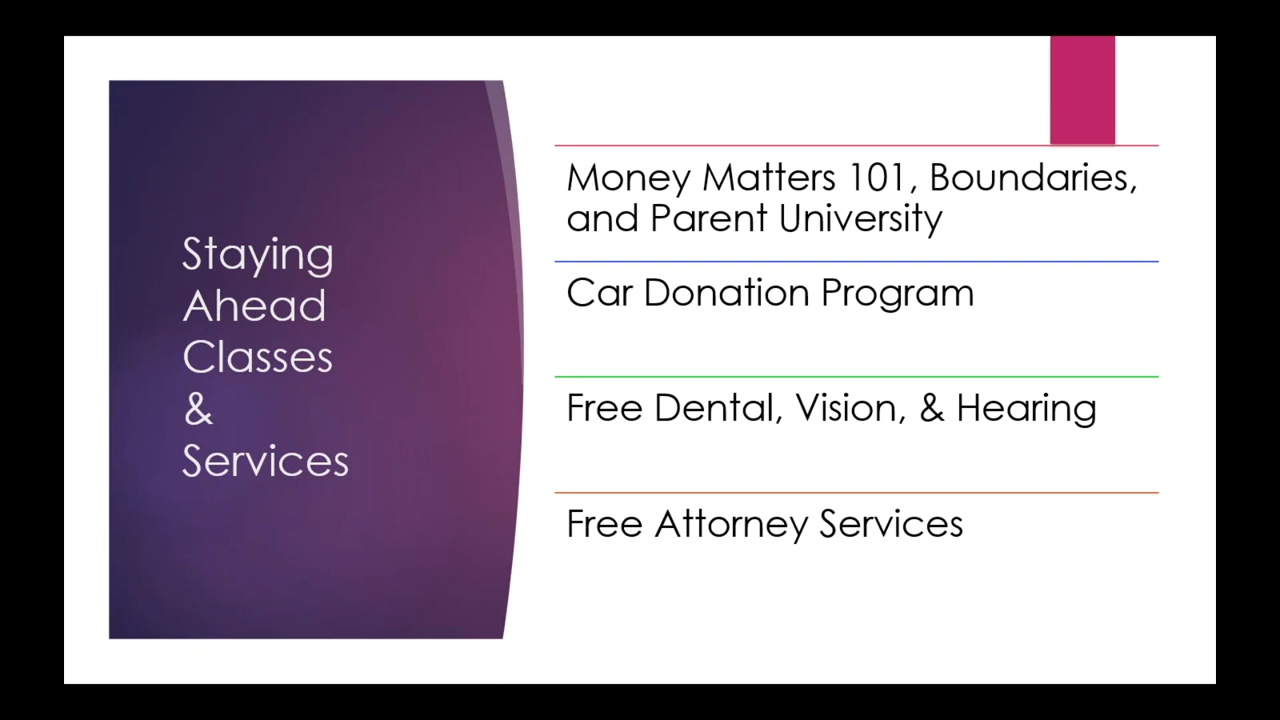 Staying
Ahead
Classes
&
Services
Money Matters 101, Boundaries,
and Parent University
Car Donation Program
Free Dental, Vision, & Hearing
Free Attorney Services